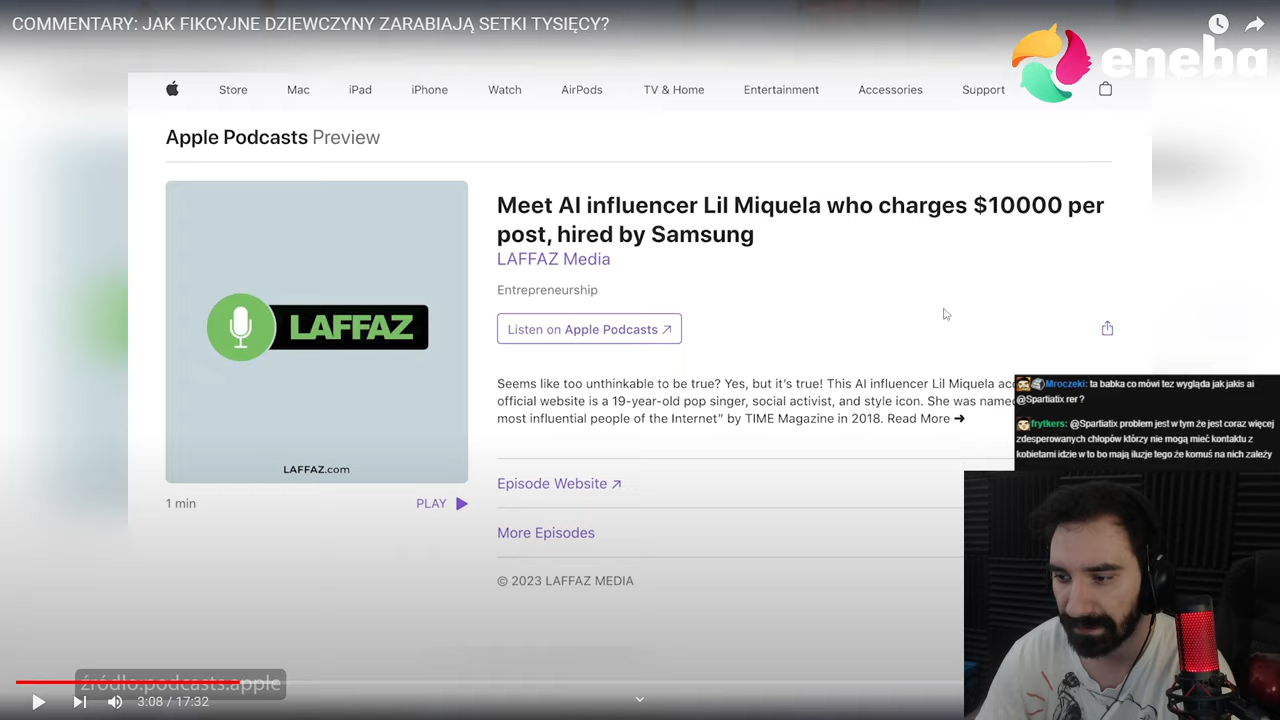 COMMENTARY: JAK FIKCYJNE DZIEWCZYNY ZARABIAJĄ SETKI TYSIĘCY?
eneba
Store Mac iPad iPhone Watch AirPods TV & Home Entertainment Accessories Support
Apple Podcasts Preview
Meet AI influencer Lil Miquela who charges $10000 per
post, hired by Samsung
LAFFAZ Media
Entrepreneurship
Listen on Apple Podcasts ↗
LAFFAZ
LAFFAZ.com
Seems like too unthinkable to be true? Yes, but it's true! This AI influencer Lil Miquela
official website is a 19-year-old pop singer, social activist, and style icon. She was
most influential people of the Internet” by TIME Magazine in 2018. Read More ➜
1 min PLAY
Episode Website ↗
More Episodes
© 2023 LAFFAZ MEDIA
Mroczeki: ta babka co mówi tez wygląda jak jakis ai
@Spartiatix rer ?
frytkers: @Spartiatix problem jest w tym że jest coraz więcej
zdesperowanych chłopów którzy nie mogą mieć kontaktu z
kobietami idzie w to bo mają iluzje tego że komuś na nich zależy
źródło:podcasts.apple
3:08 / 17:32